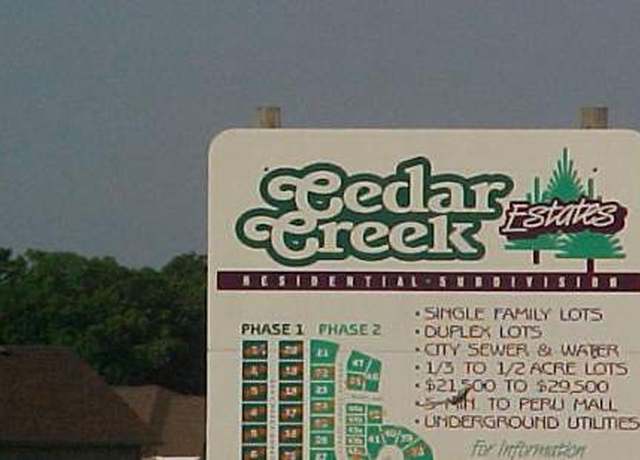 Cedar
Creek
Estates
RESIDENTIAL - SUBDIVISION
PHASE 1 PHASE 2
• SINGLE FAMILY LOTS
• DUPLEX LOTS
• CITY SEWER & WATER
• 1/3 TO 1/2 ACRE LOTS
• $21,500 TO $29,500
• 5 MIN. TO PERU MALL
• UNDERGROUND UTILITIES
For Information